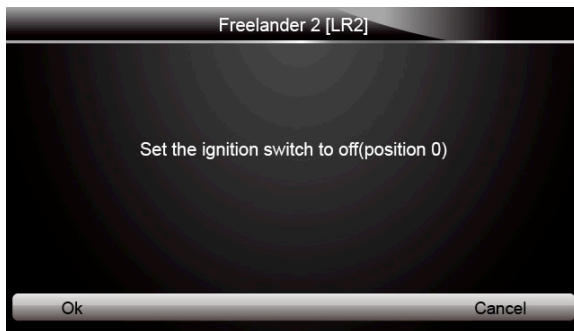 Freelander 2 [LR2]
Set the ignition switch to off(position 0)
Ok Cancel